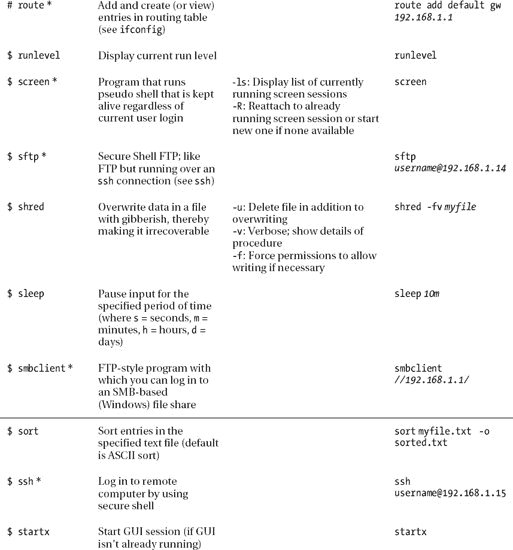 # route *
Add and create (or view)
entries in routing table
(see ifconfig)
route add default gw
192.168.1.1
$ runlevel
Display current run level
runlevel
$ screen *
Program that runs
pseudo shell that is kept
alive regardless of
current user login
-ls: Display list of currently
running screen sessions
-R: Reattach to already
running screen session or start
new one if none available
screen
$ sftp *
Secure Shell FTP; like
FTP but running over an
ssh connection (see ssh)
sftp
username@192.168.1.14
$ shred
Overwrite data in a file
with gibberish, thereby
making it irrecoverable
-u: Delete file in addition to
overwriting
-v: Verbose; show details of
procedure
-f: Force permissions to allow
writing if necessary
shred -fv myfile
$ sleep
Pause input for the
specified period of time
(where s = seconds, m =
minutes, h = hours, d =
days)
sleep 10m
$ smbclient *
FTP-style program with
which you can log in to
an SMB-based
(Windows) file share
smbclient
//192.168.1.1/
$ sort
Sort entries in the
specified text file (default
is ASCII sort)
sort myfile.txt -o
sorted.txt
$ ssh *
Log in to remote
computer by using
secure shell
ssh
username@192.168.1.15
$ startx
Start GUI session (if GUI
isn't already running)
startx